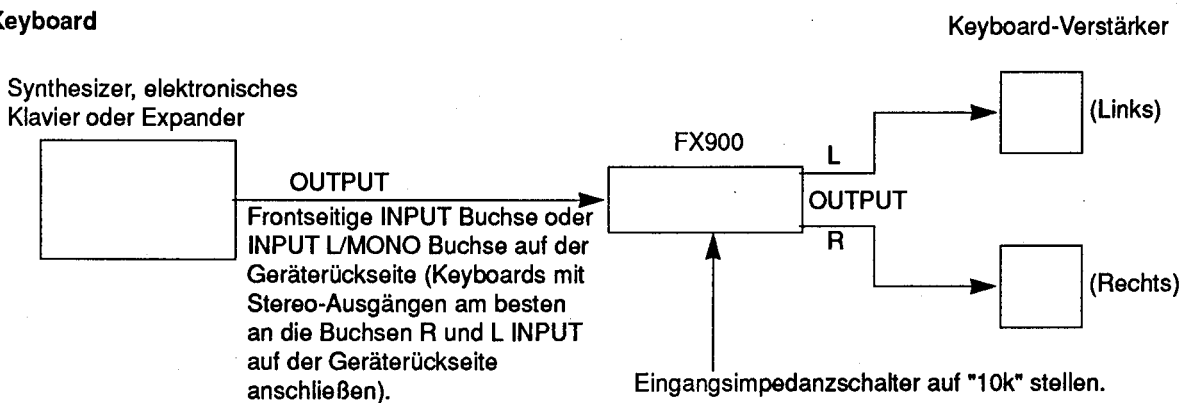 Keyboard
Keyboard-Verstärker
Synthesizer, elektronisches
Klavier oder Expander
(Links)
FX900
L
OUTPUT
OUTPUT
Frontseitige INPUT Buchse oder
INPUT L/MONO Buchse auf der
Geräterückseite (Keyboards mit
Stereo-Ausgängen am besten
an die Buchsen R und L INPUT
auf der Geräterückseite
anschließen).
R
(Rechts)
Eingangsimpedanzschalter auf "10k" stellen.